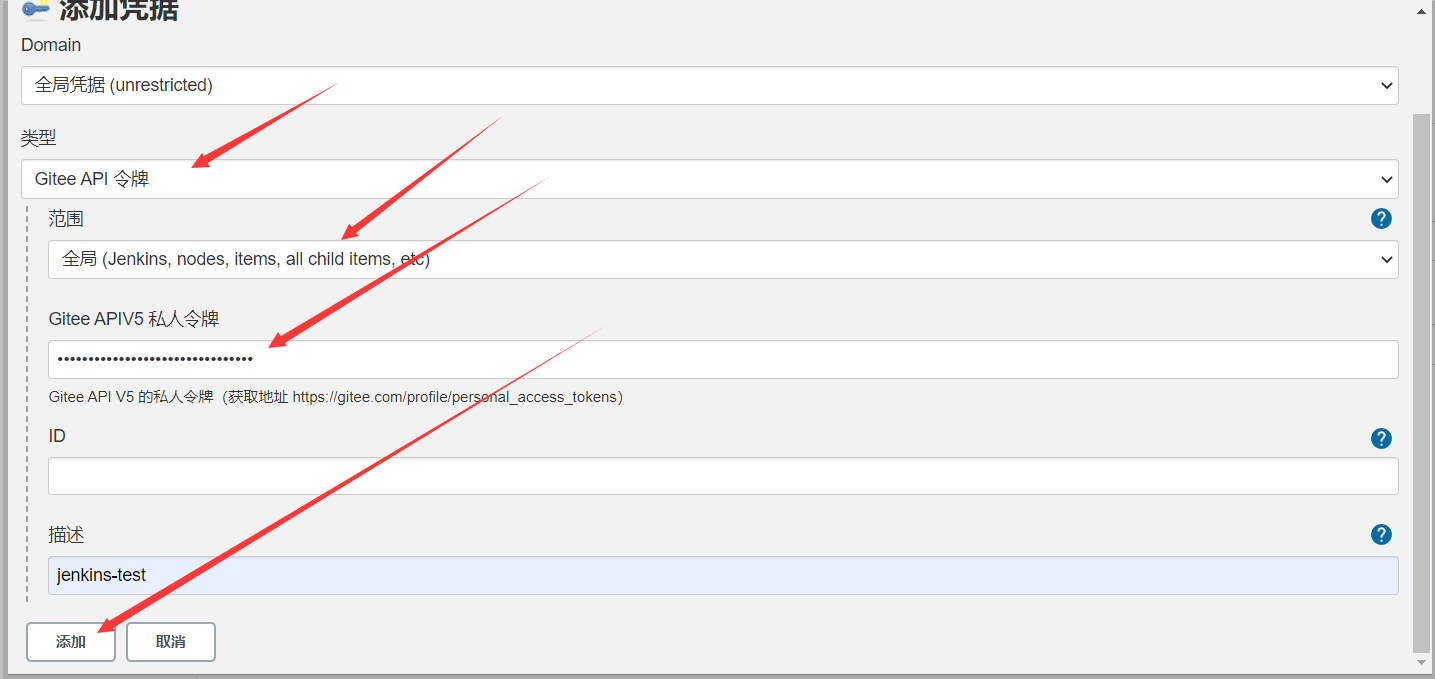 添加凭据
Domain
全局凭据 (unrestricted)
类型
Gitee API 令牌
范围
全局 (Jenkins, nodes, items, all child items, etc)
Gitee APIV5 私人令牌
••••••••••••••••••••••••••••••••
Gitee API V5 的私人令牌（获取地址 https://gitee.com/profile/personal_access_tokens）
ID
描述
jenkins-test
添加
取消